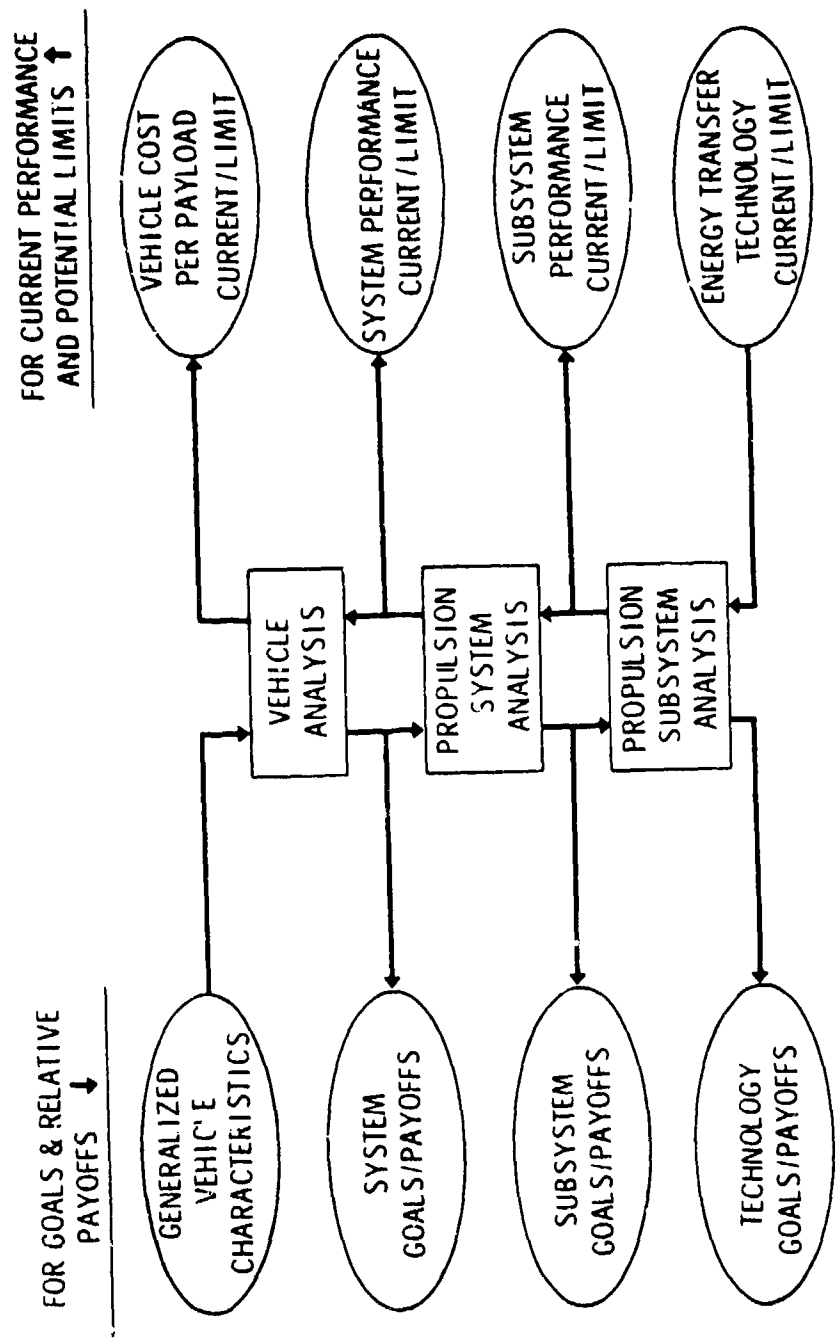 FOR GOALS & RELATIVE
PAYOFFS
GENERALIZED
VEHICLE
CHARACTERISTICS
SYSTEM
GOALS/PAYOFFS
SUBSYSTEM
GOALS/PAYOFFS
TECHNOLOGY
GOALS/PAYOFFS
VEHICLE
ANALYSIS
PROPULSION
SYSTEM
ANALYSIS
PROPULSION
SUBSYSTEM
ANALYSIS
FOR CURRENT PERFORMANCE
AND POTENTIAL LIMITS
VEHICLE COST
PER PAYLOAD
CURRENT/LIMIT
SYSTEM PERFORMANCE
CURRENT/LIMIT
SUBSYSTEM
PERFORMANCE
CURRENT/LIMIT
ENERGY TRANSFER
TECHNOLOGY
CURRENT/LIMIT